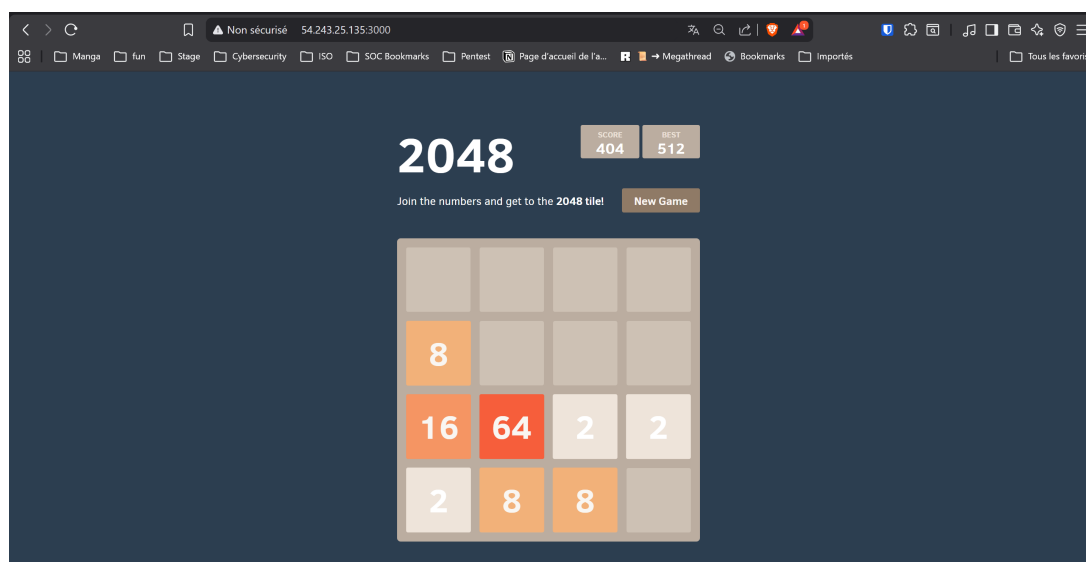 Non sécurisé 54.243.25.135:3000
Manga fun Stage Cybersecurity ISO SOC Bookmarks Pentest Page d'accueil de l'a... R → Megathread Bookmarks Importés Tous les favoris
2048
SCORE
404
BEST
512
Join the numbers and get to the 2048 tile!
New Game
8
16 64 2 2
2 8 8